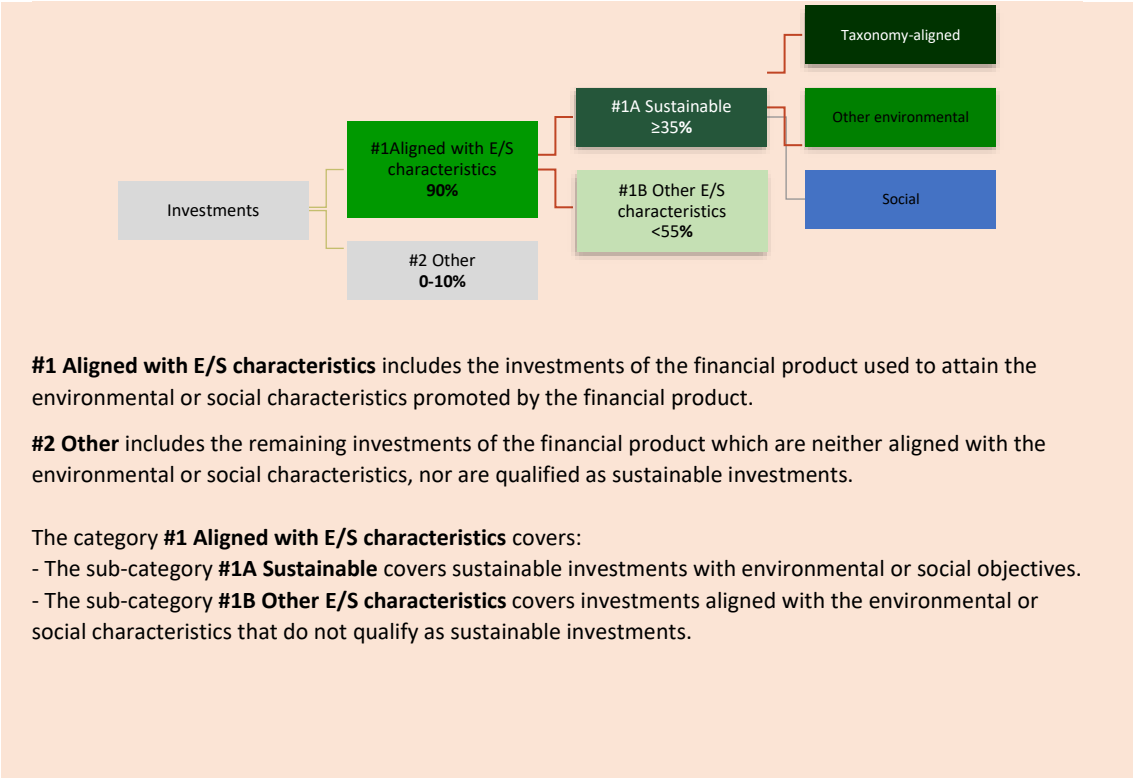 Taxonomy-aligned
#1A Sustainable
≥35%
Other environmental
#1Aligned with E/S
characteristics
90%
#1B Other E/S
characteristics
<55%
Social
Investments
#2 Other
0-10%
#1 Aligned with E/S characteristics includes the investments of the financial product used to attain the
environmental or social characteristics promoted by the financial product.
#2 Other includes the remaining investments of the financial product which are neither aligned with the
environmental or social characteristics, nor are qualified as sustainable investments.
The category #1 Aligned with E/S characteristics covers:
- The sub-category #1A Sustainable covers sustainable investments with environmental or social objectives.
- The sub-category #1B Other E/S characteristics covers investments aligned with the environmental or
social characteristics that do not qualify as sustainable investments.